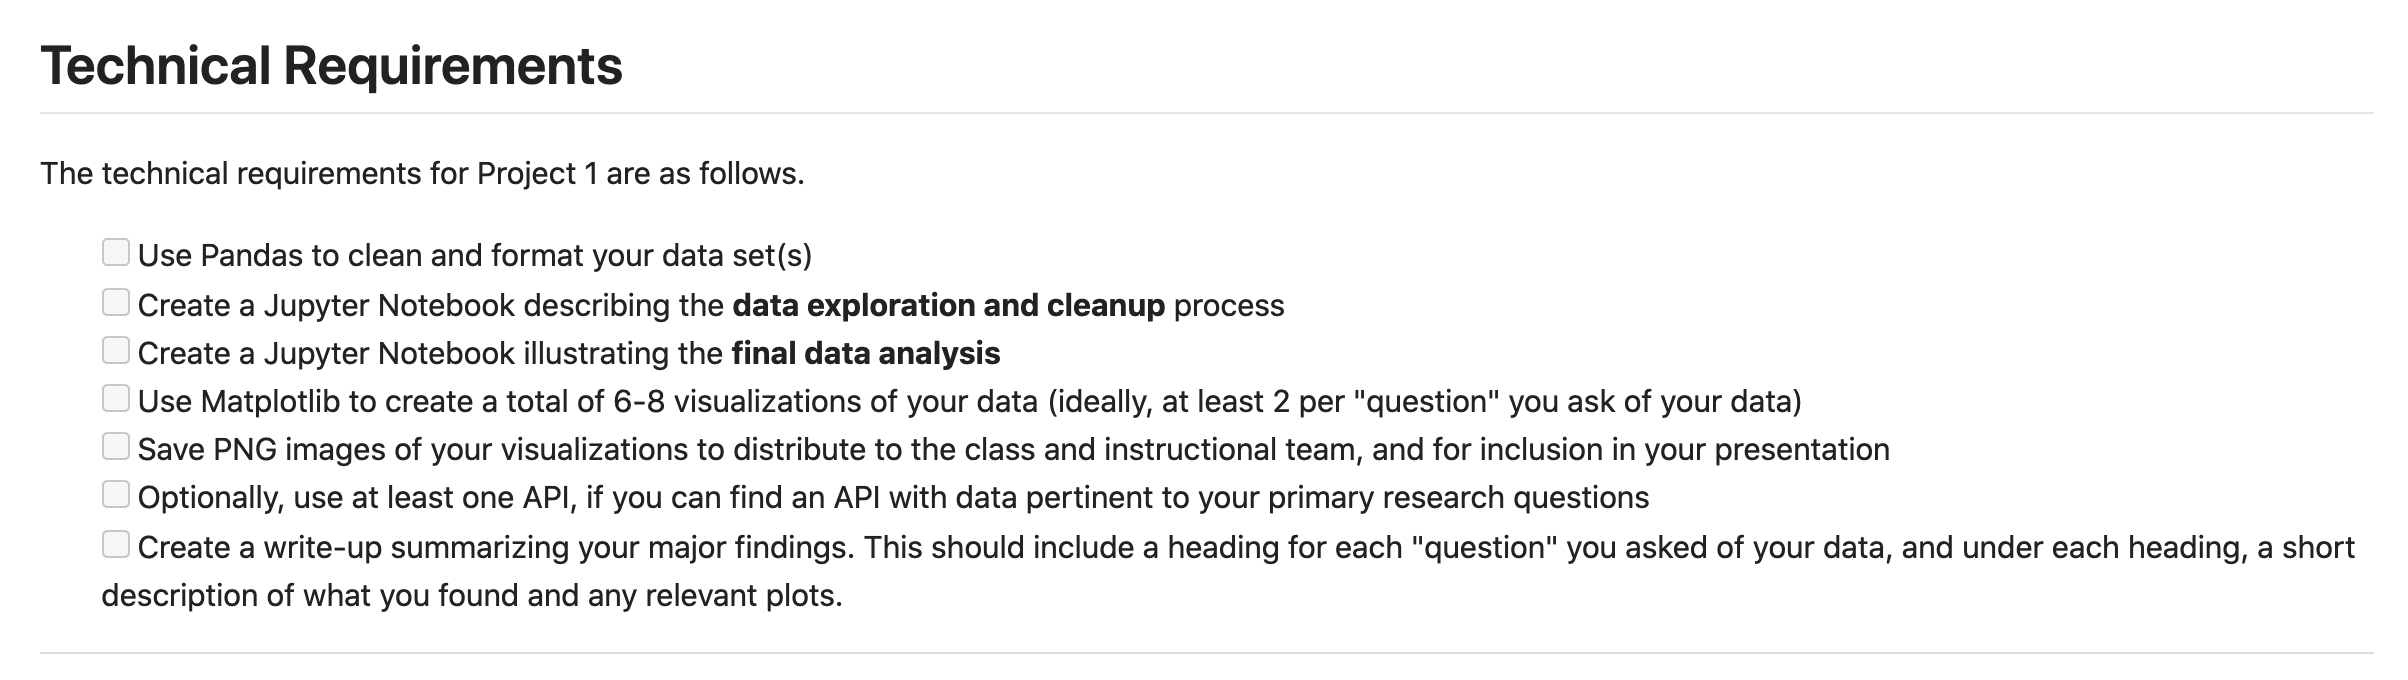 Technical Requirements
The technical requirements for Project 1 are as follows.
Use Pandas to clean and format your data set(s)
Create a Jupyter Notebook describing the data exploration and cleanup process
Create a Jupyter Notebook illustrating the final data analysis
Use Matplotlib to create a total of 6-8 visualizations of your data (ideally, at least 2 per "question" you ask of your data)
Save PNG images of your visualizations to distribute to the class and instructional team, and for inclusion in your presentation
Optionally, use at least one API, if you can find an API with data pertinent to your primary research questions
Create a write-up summarizing your major findings. This should include a heading for each "question" you asked of your data, and under each heading, a short
description of what you found and any relevant plots.